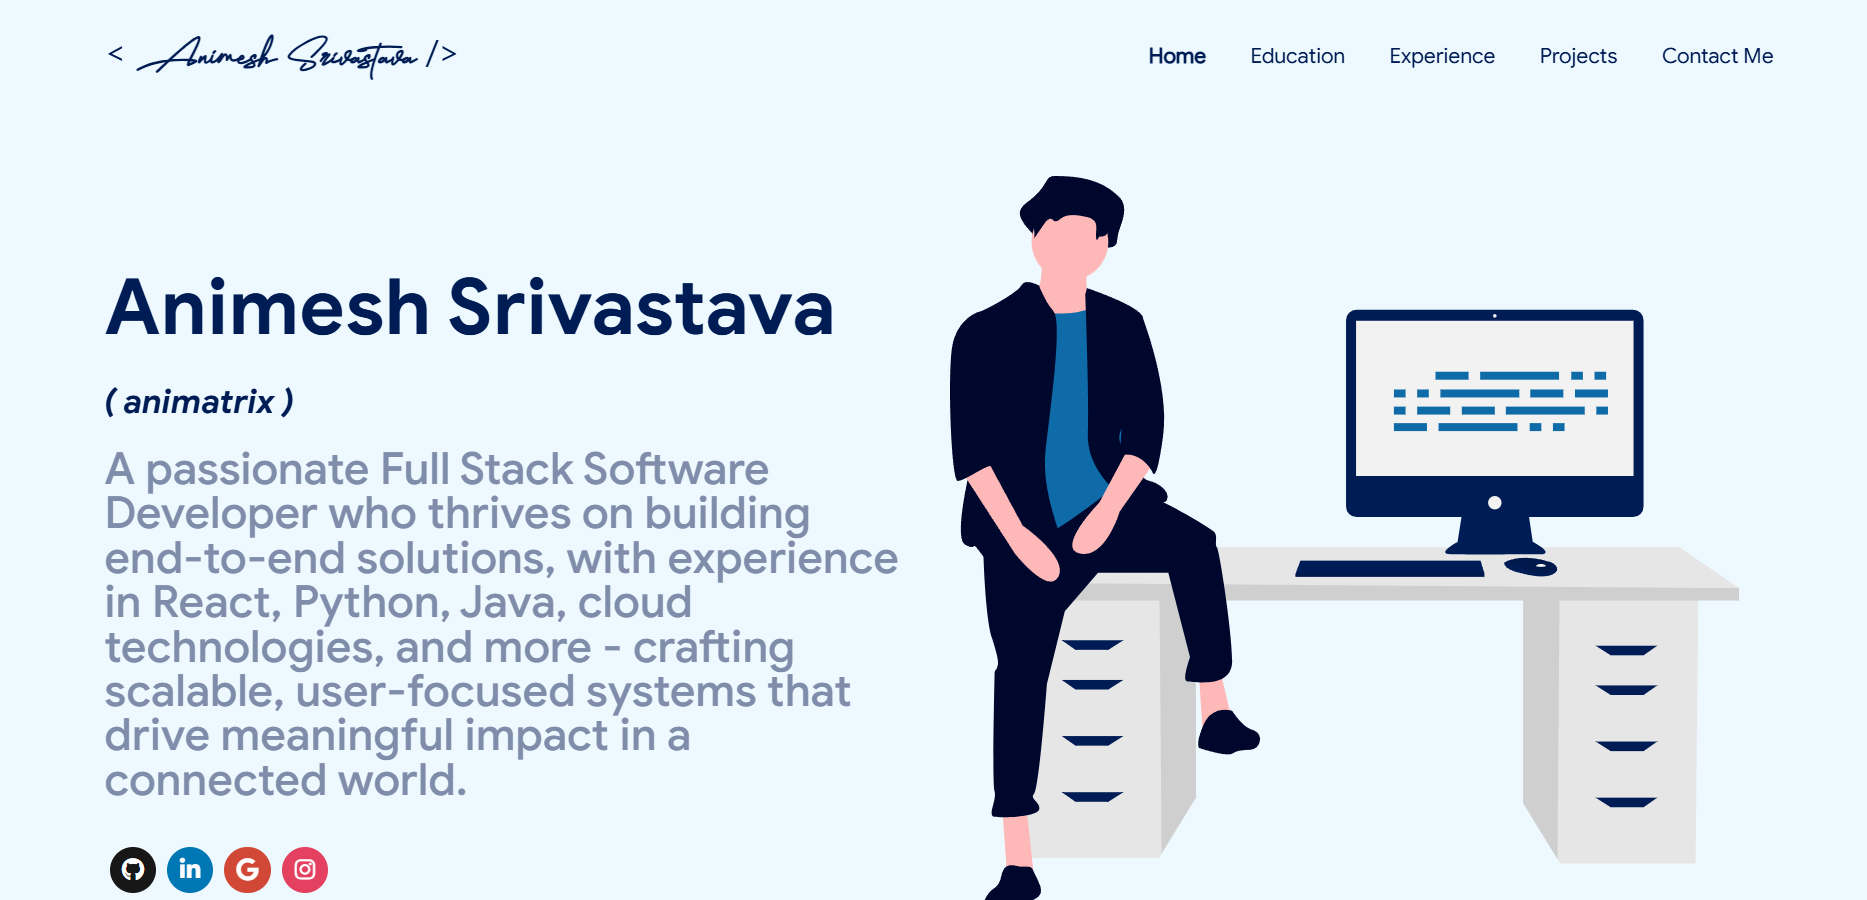 < Animesh Srivastava />
Home Education Experience Projects Contact Me
Animesh Srivastava
( animatrix )
A passionate Full Stack Software
Developer who thrives on building
end-to-end solutions, with experience
in React, Python, Java, cloud
technologies, and more - crafting
scalable, user-focused systems that
drive meaningful impact in a
connected world.
in G